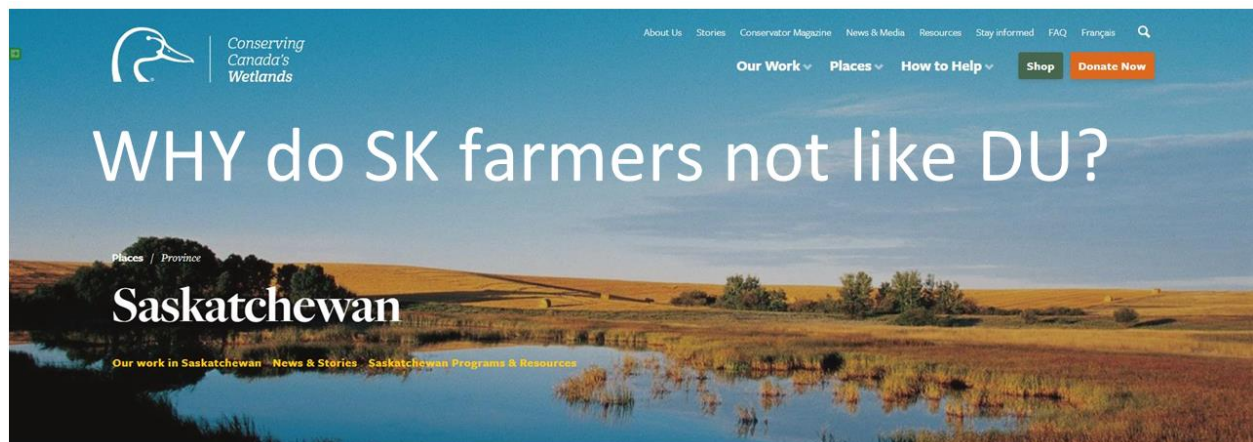 Conserving
Canada's
Wetlands
About Us Stories Conservator Magazine News & Media Resources Stay informed FAQ Français
Our Work Places How to Help Shop Donate Now
WHY do SK farmers not like DU?
Places / Province
Saskatchewan
Our work in Saskatchewan News & Stories Saskatchewan Programs & Resources